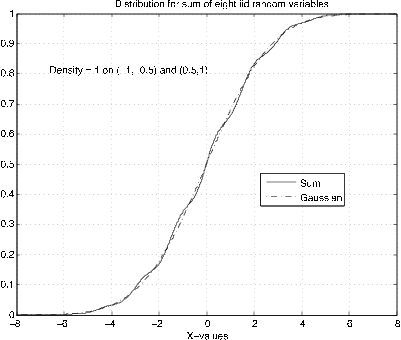 Distribution for sum of eight iid random variables
Density = 1 on (-1, -0.5) and (0.5,1)
1
0.9
0.8
0.7
0.6
0.5
0.4
0.3
0.2
0.1
0
Sum
Gaussian
-8 -6 -4 -2 0 2 4 6 8
X-values